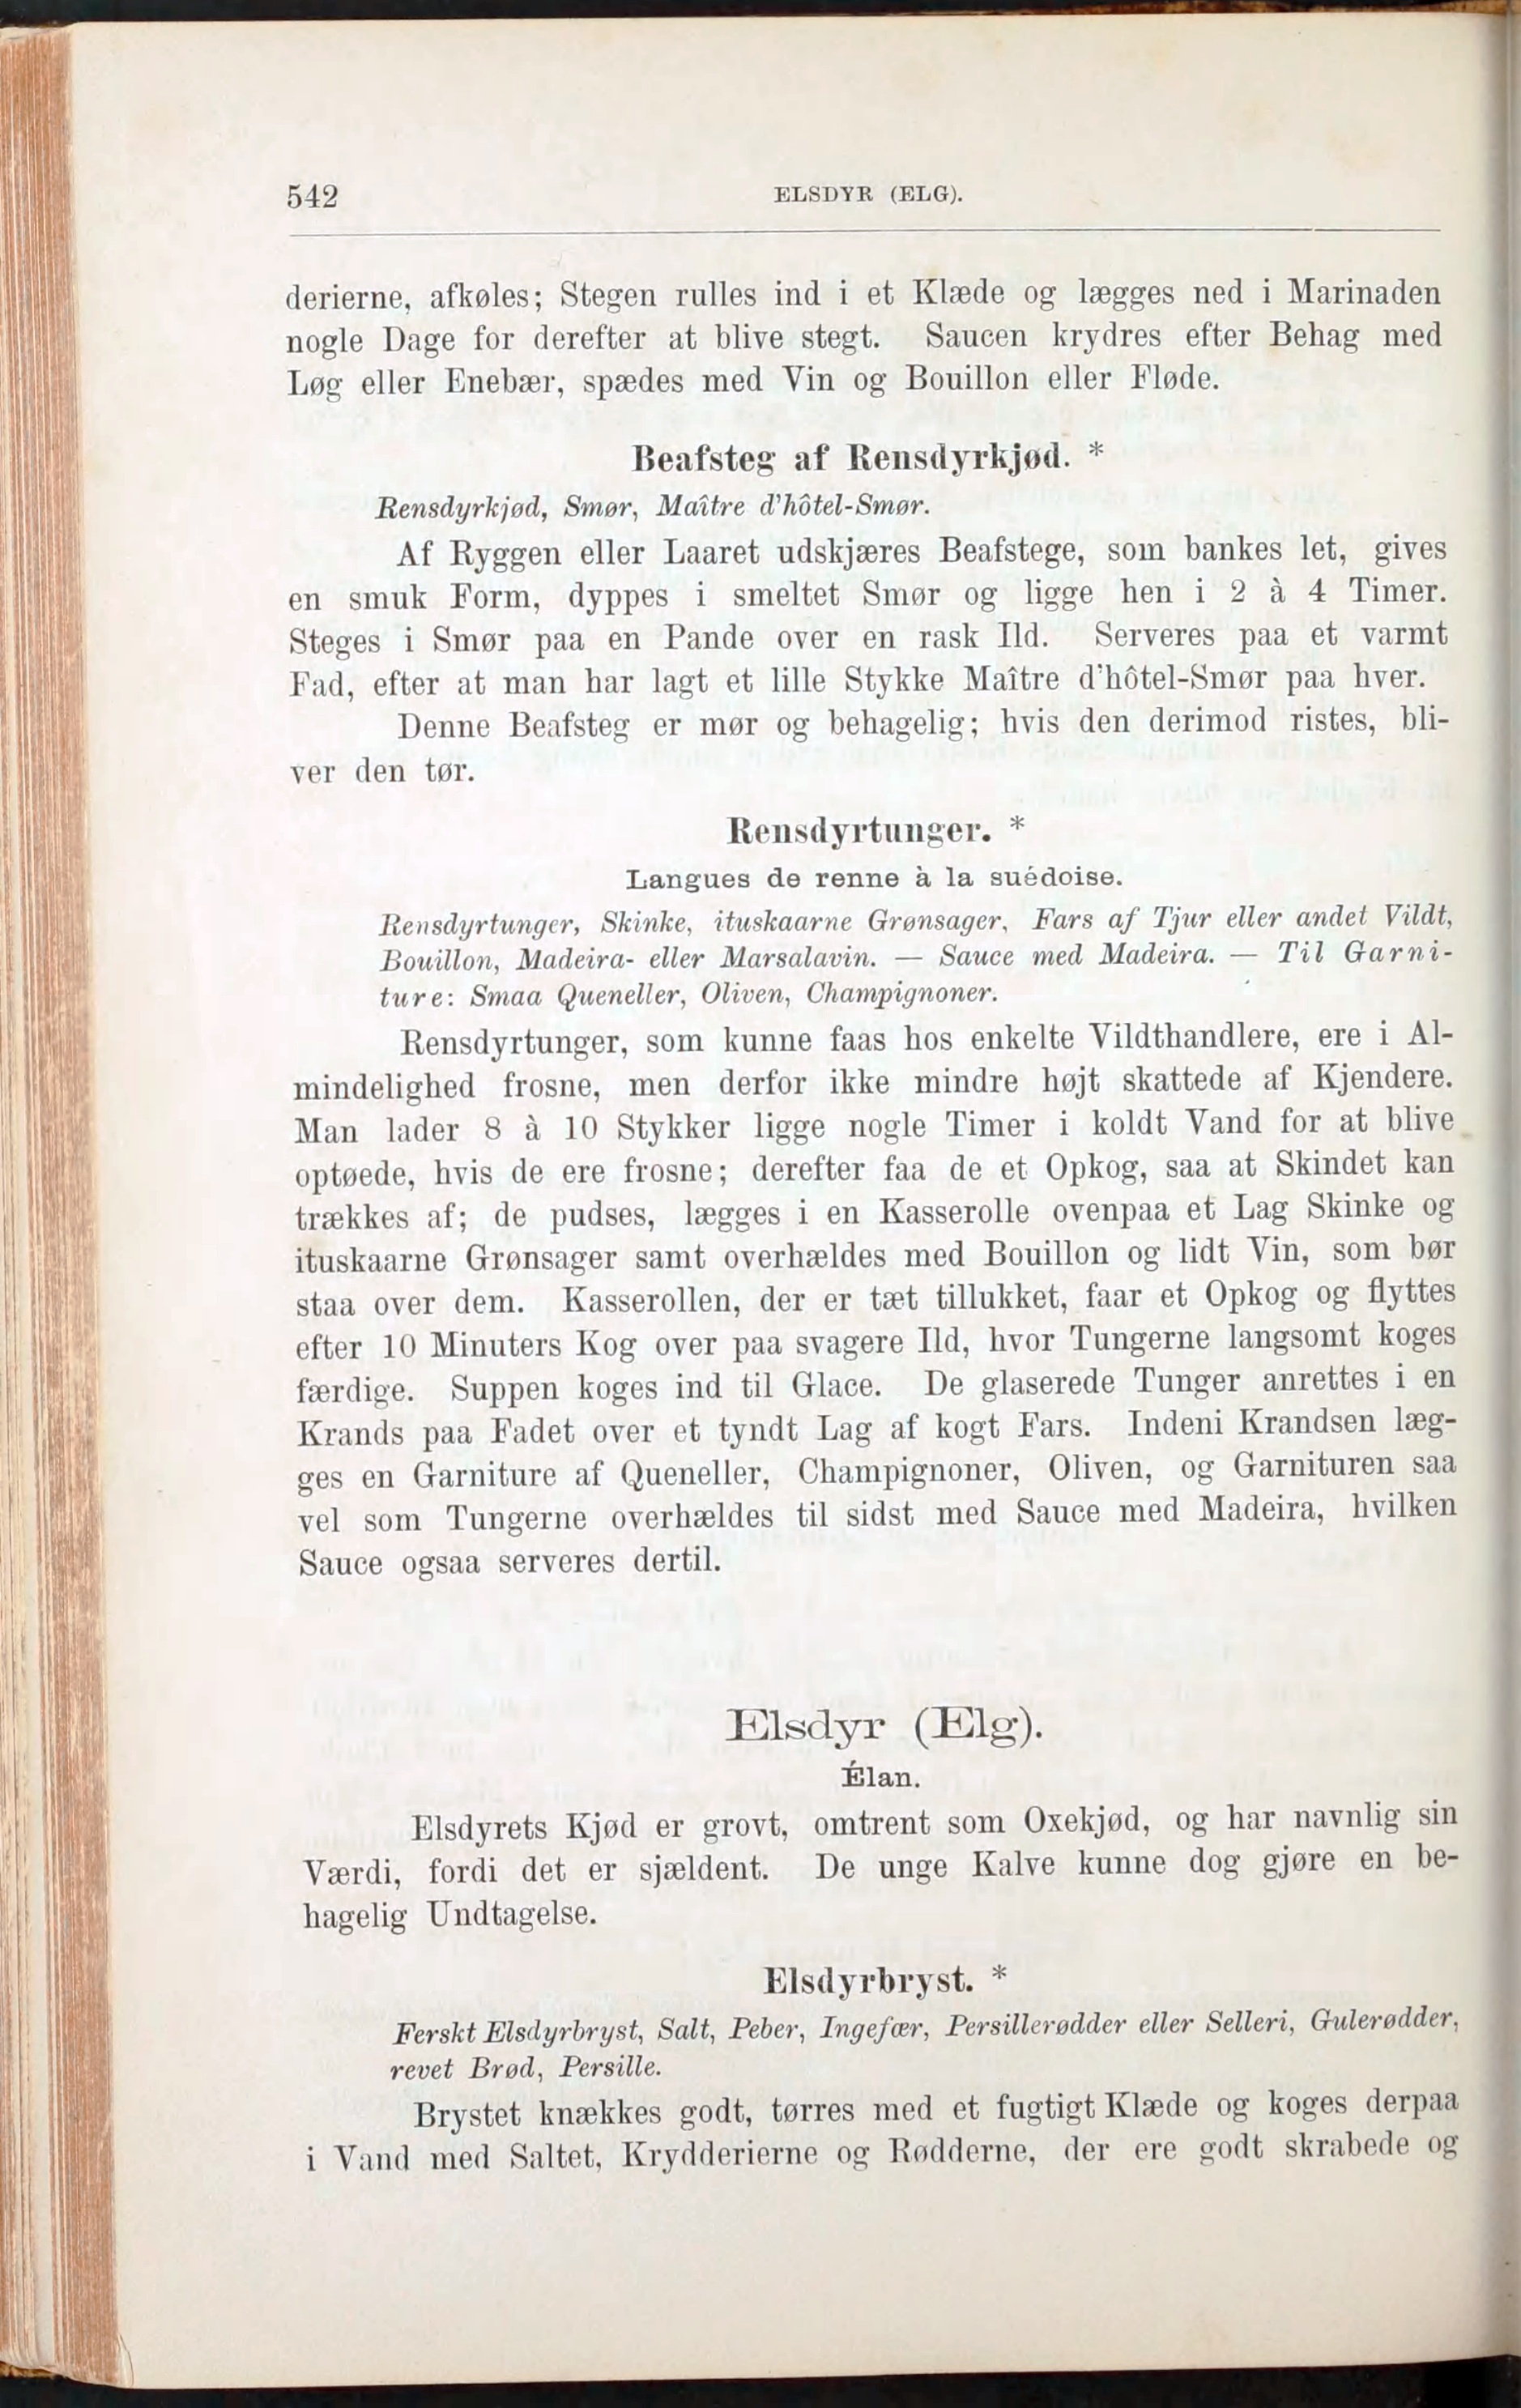 542
ELSDYR (ELG).
derierne, afkøles; Stegen rulles ind i et Klæde og lægges ned i Marinaden
nogle Dage for derefter at blive stegt. Saucen krydres efter Behag med
Løg eller Enebær, spædes med Vin og Bouillon eller Fløde.
Beafsteg af Rensdyrkjød. *
Rensdyrkjød, Smør, Maître d'hôtel-Smør.
Af Ryggen eller Laaret udskjæres Beafstege, som bankes let, gives
en smuk Form, dyppes i smeltet Smør og ligge hen i 2 à 4 Timer.
Steges i Smør paa en Pande over en rask Ild. Serveres paa et varmt
Fad, efter at man har lagt et lille Stykke Maître d'hôtel-Smør paa hver.
Denne Beafsteg er mør og behagelig; hvis den derimod ristes, bli-
ver den tør.
Rensdyrtunger. *
Langues de renne à la suédoise.
Rensdyrtunger, Skinke, ituskaarne Grønsager, Fars af Tjur eller andet Vildt,
Bouillon, Madeira- eller Marsalavin. — Sauce med Madeira. — Til Garni-
ture: Smaa Queneller, Oliven, Champignoner.
Rensdyrtunger, som kunne faas hos enkelte Vildthandlere, ere i Al-
mindelighed frosne, men derfor ikke mindre højt skattede af Kjendere.
Man lader 8 à 10 Stykker ligge nogle Timer i koldt Vand for at blive
optøede, hvis de ere frosne; derefter faa de et Opkog, saa at Skindet kan
trækkes af; de pudses, lægges i en Kasserolle ovenpaa et Lag Skinke og
ituskaarne Grønsager samt overhældes med Bouillon og lidt Vin, som bør
staa over dem. Kasserollen, der er tæt tillukket, faar et Opkog og flyttes
efter 10 Minuters Kog over paa svagere Ild, hvor Tungerne langsomt koges
færdige. Suppen koges ind til Glace. De glaserede Tunger anrettes i en
Krands paa Fadet over et tyndt Lag af kogt Fars. Indeni Krandsen læg-
ges en Garniture af Queneller, Champignoner, Oliven, og Garnituren saa
vel som Tungerne overhældes til sidst med Sauce med Madeira, hvilken
Sauce ogsaa serveres dertil.
Elsdyr (Elg).
Élan.
Elsdyrets Kjød er grovt, omtrent som Oxekjød, og har navnlig sin
Værdi, fordi det er sjældent. De unge Kalve kunne dog gjøre en be-
hagelig Undtagelse.
Elsdyrbryst. *
Ferskt Elsdyrbryst, Salt, Peber, Ingefær, Persillerødder eller Selleri, Gulerødder,
revet Brød, Persille.
Brystet knækkes godt, tørres med et fugtigt Klæde og koges derpaa
i Vand med Saltet, Krydderierne og Rødderne, der ere godt skrabede og